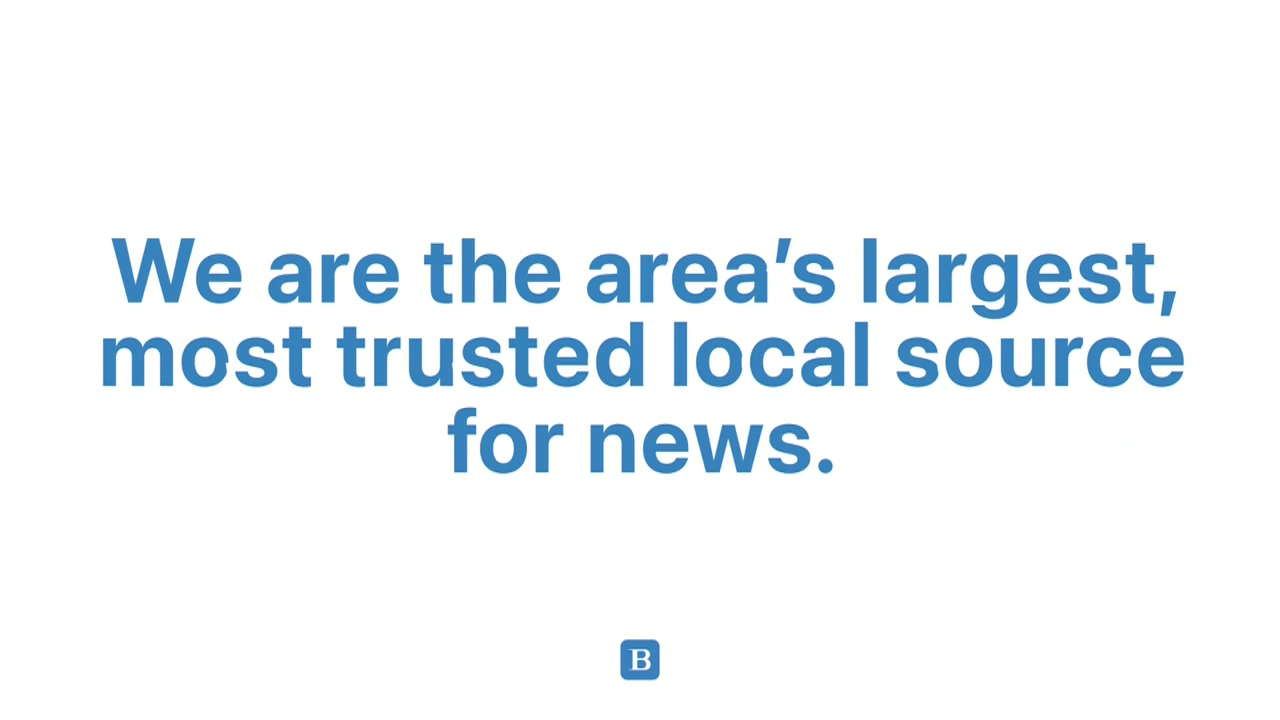 We are the area’s largest,
most trusted local source
for news.
B